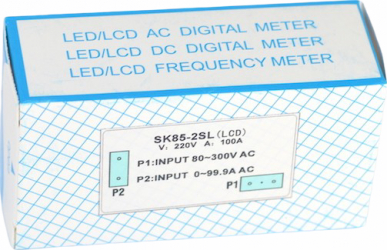 LED/LCD AC DIGITAL METER
LED/LCD DC DIGITAL METER
LED/LCD FREQUENCY METER
SK85-2SL(LCD)
V: 220V A: 100A
P1:INPUT 80~300V AC
P2:INPUT 0~99.9A AC
P2
P1